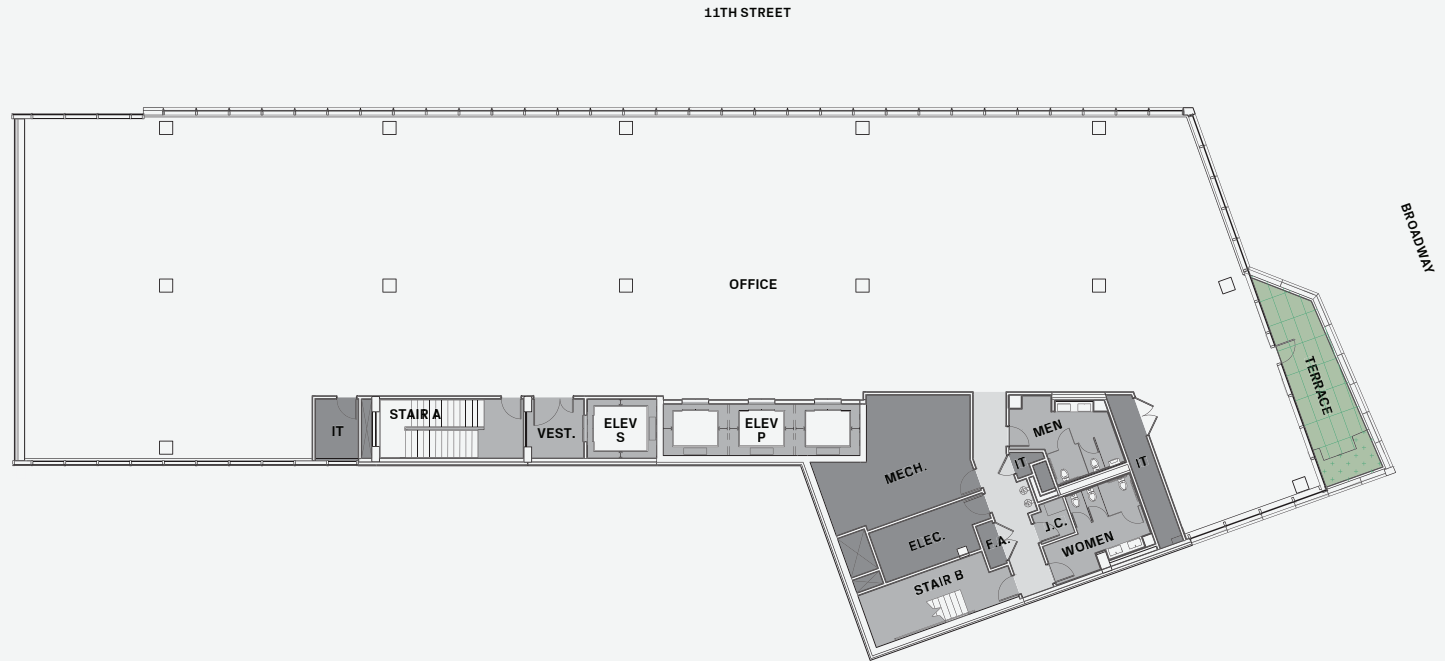 11TH STREET
BROADWAY
OFFICE
TERRACE
IT
STAIR A
VEST.
ELEV
S
ELEV
P
MEN
IT
IT
MECH.
J.C.
WOMEN
ELEC.
F.A.
STAIR B